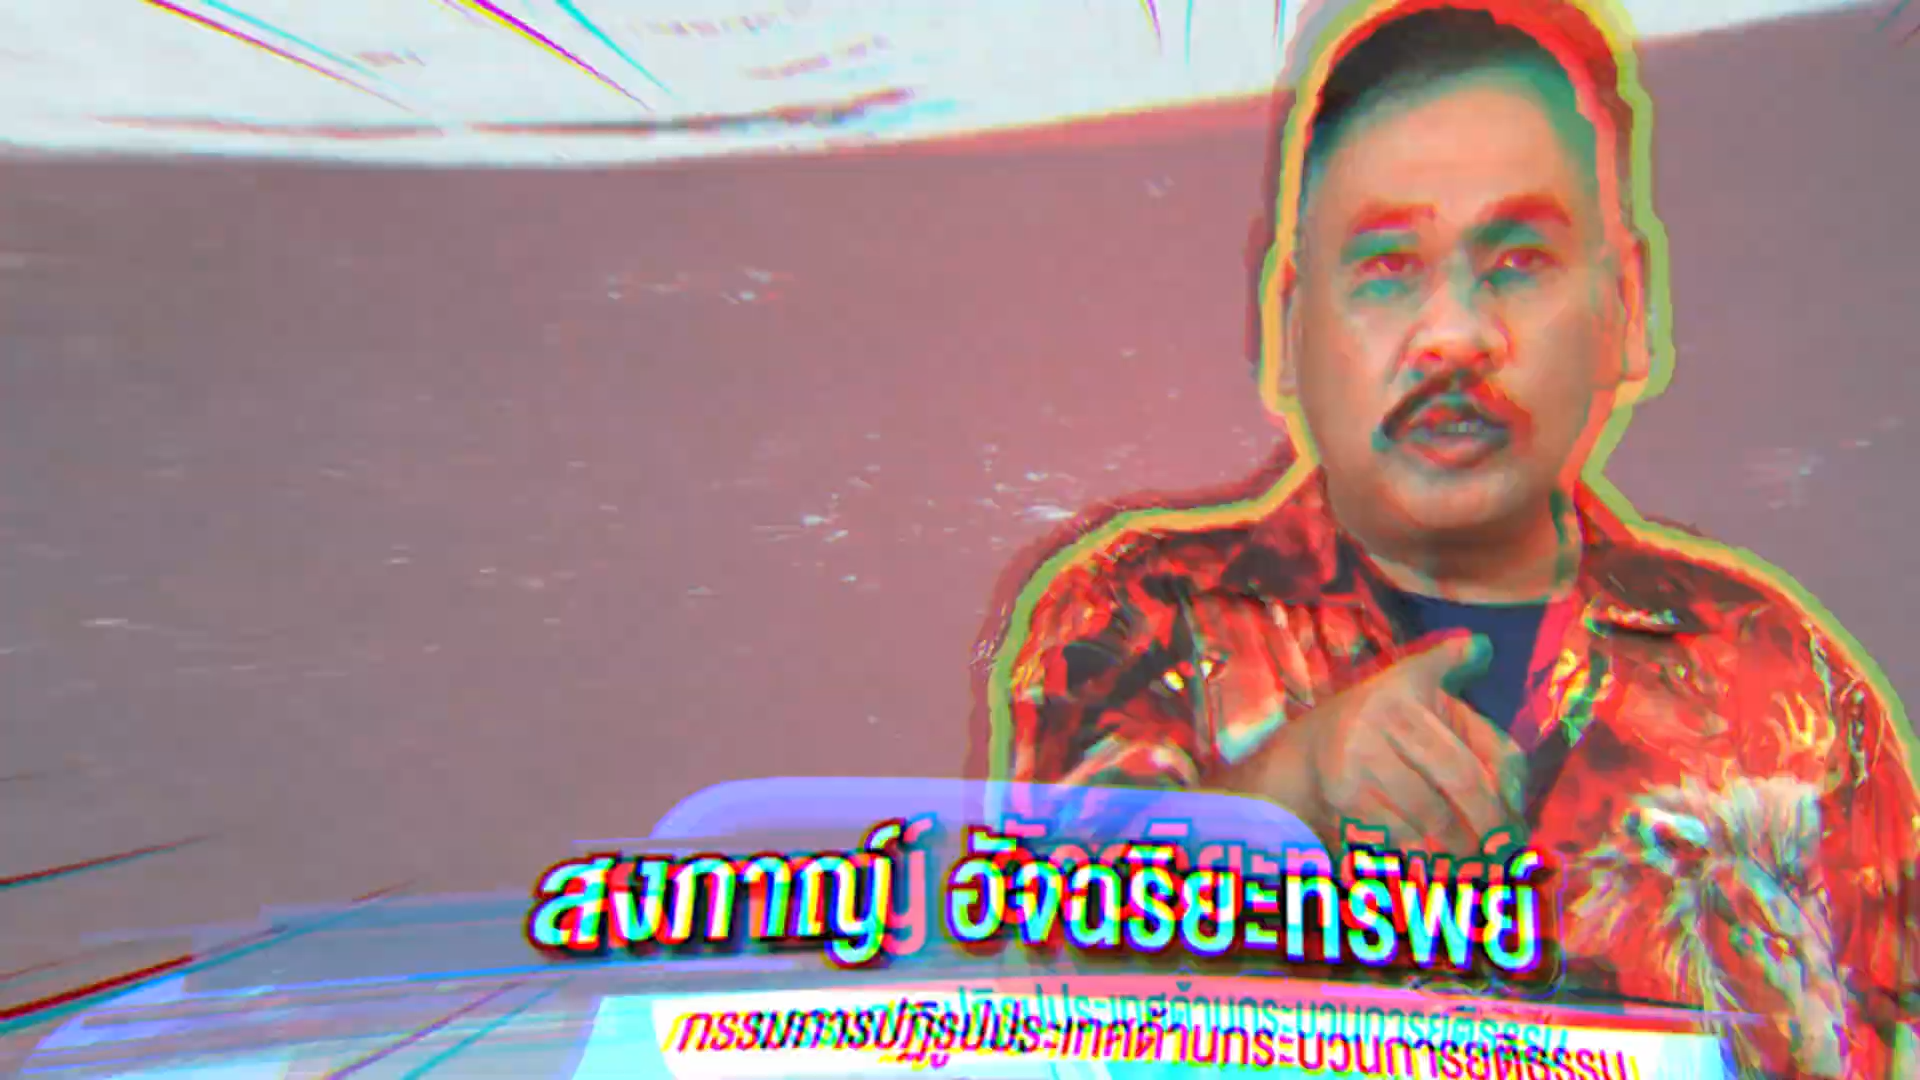 สงกาญ์ อัจฉริยะทรัพย์
กรรมการปฏิรูปประเทศด้านกระบวนการยุติธรรม